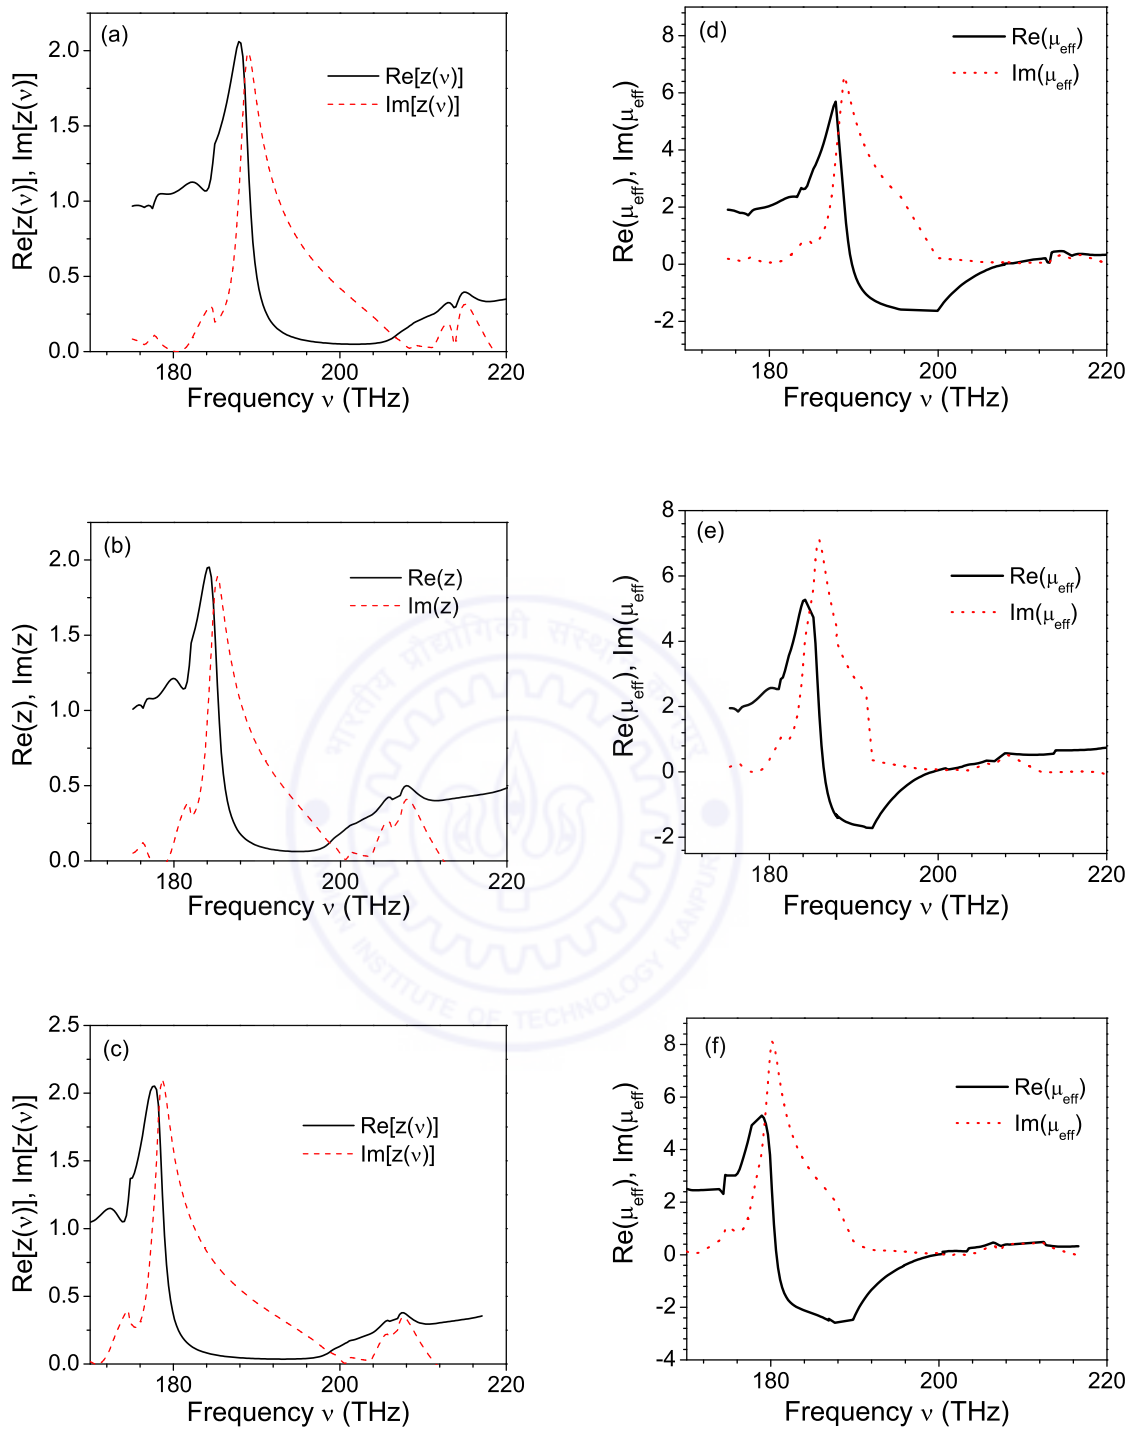 (a)
Re[z(ν)]
Im[z(ν)]
Re[z(ν)], Im[z(ν)]
2.0
1.5
1.0
0.5
0.0
180
200
220
Frequency ν (THz)
(d)
Re(μeff)
Im(μeff)
Re(μeff), Im(μeff)
8
6
4
2
0
-2
180
200
220
Frequency ν (THz)
(b)
Re(z)
Im(z)
Re(z), Im(z)
2.0
1.5
1.0
0.5
0.0
180
200
220
Frequency ν (THz)
(e)
Re(μeff)
Im(μeff)
Re(μeff), Im(μeff)
8
6
4
2
0
-2
180
200
220
Frequency ν (THz)
भारतीय प्रौद्योगिकी संस्थान
INSTITUTE OF TECHNOLOGY KANPUR
(c)
Re[z(ν)]
Im[z(ν)]
Re[z(ν)], Im[z(ν)]
2.5
2.0
1.5
1.0
0.5
0.0
180
200
220
Frequency ν (THz)
(f)
Re(μeff)
Im(μeff)
Re(μeff), Im(μeff)
8
6
4
2
0
-2
-4
180
200
220
Frequency ν (THz)